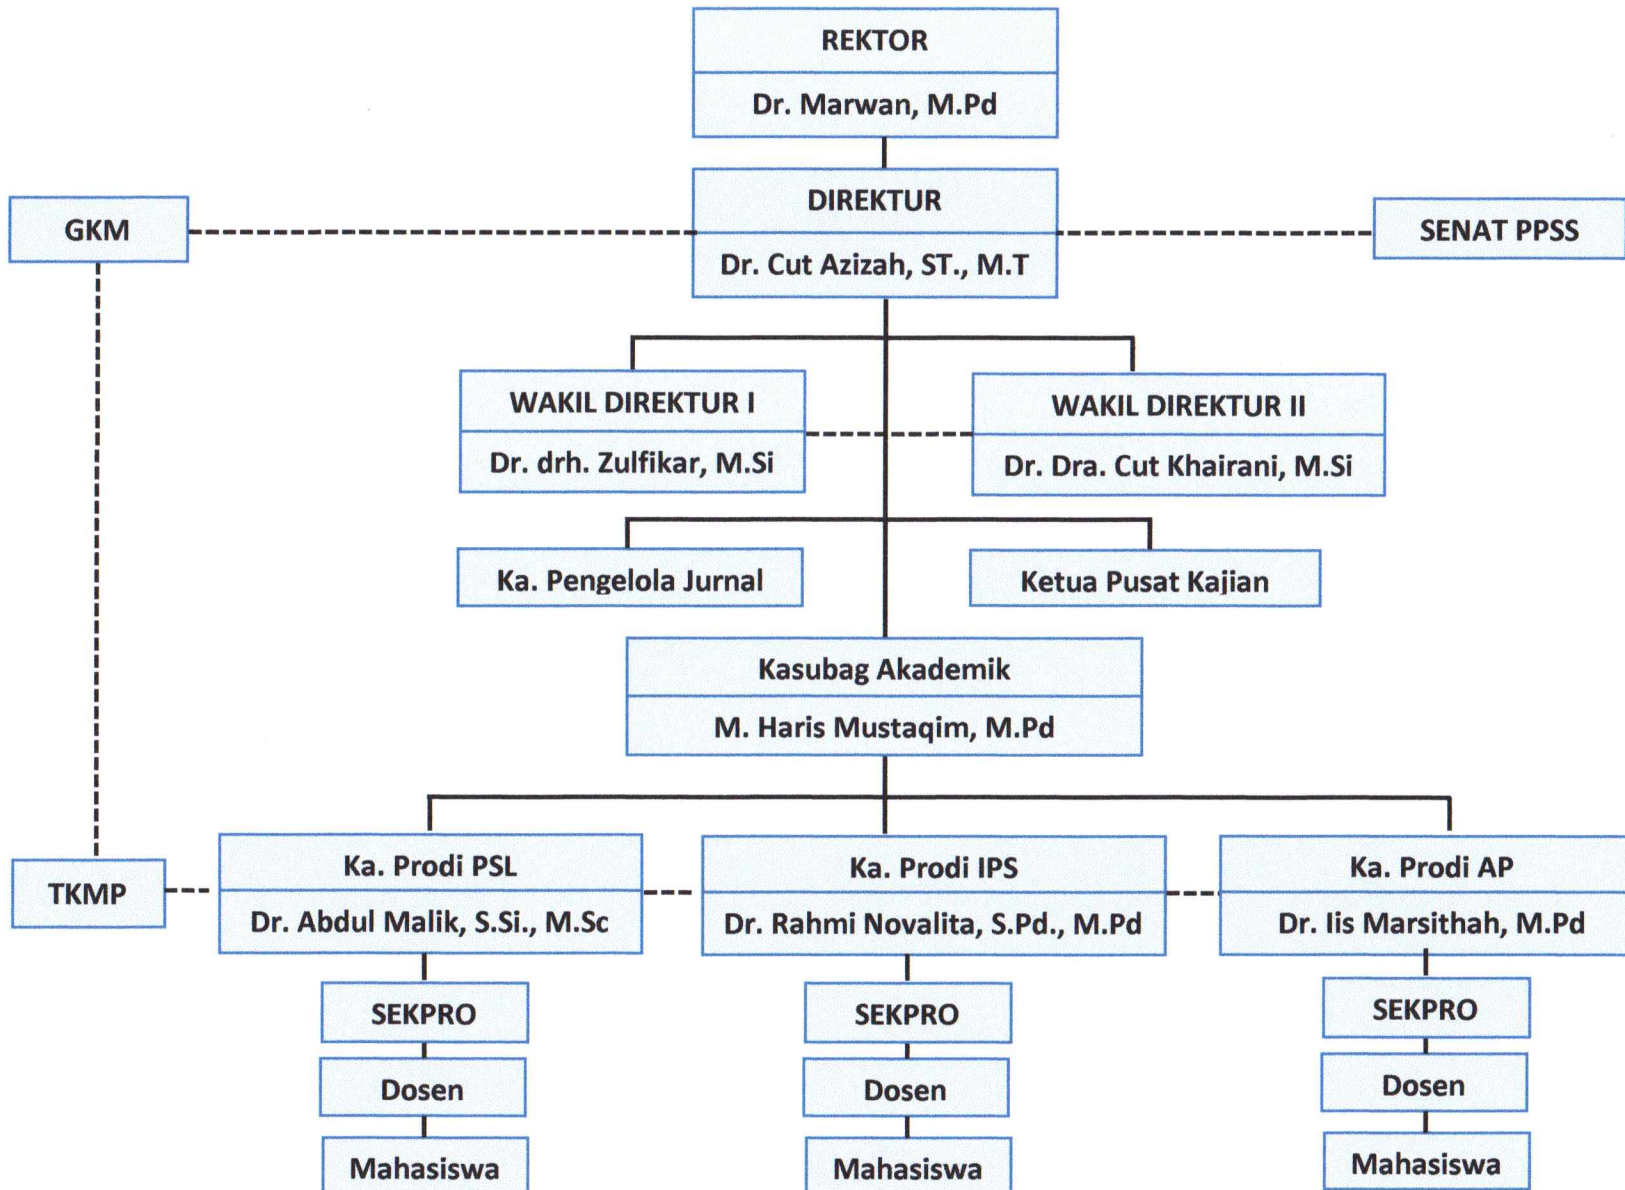 REKTOR
Dr. Marwan, M.Pd
DIREKTUR
GKM
SENAT PPSS
Dr. Cut Azizah, ST., M.T
WAKIL DIREKTUR I
WAKIL DIREKTUR II
Dr. drh. Zulfikar, M.Si
Dr. Dra. Cut Khairani, M.Si
Ka. Pengelola Jurnal
Ketua Pusat Kajian
Kasubag Akademik
M. Haris Mustaqim, M.Pd
Ka. Prodi PSL
Ka. Prodi IPS
Ka. Prodi AP
TKMP
Dr. Abdul Malik, S.Si., M.Sc
Dr. Rahmi Novalita, S.Pd., M.Pd
Dr. Iis Marsithah, M.Pd
SEKPRO
SEKPRO
SEKPRO
Dosen
Dosen
Dosen
Mahasiswa
Mahasiswa
Mahasiswa